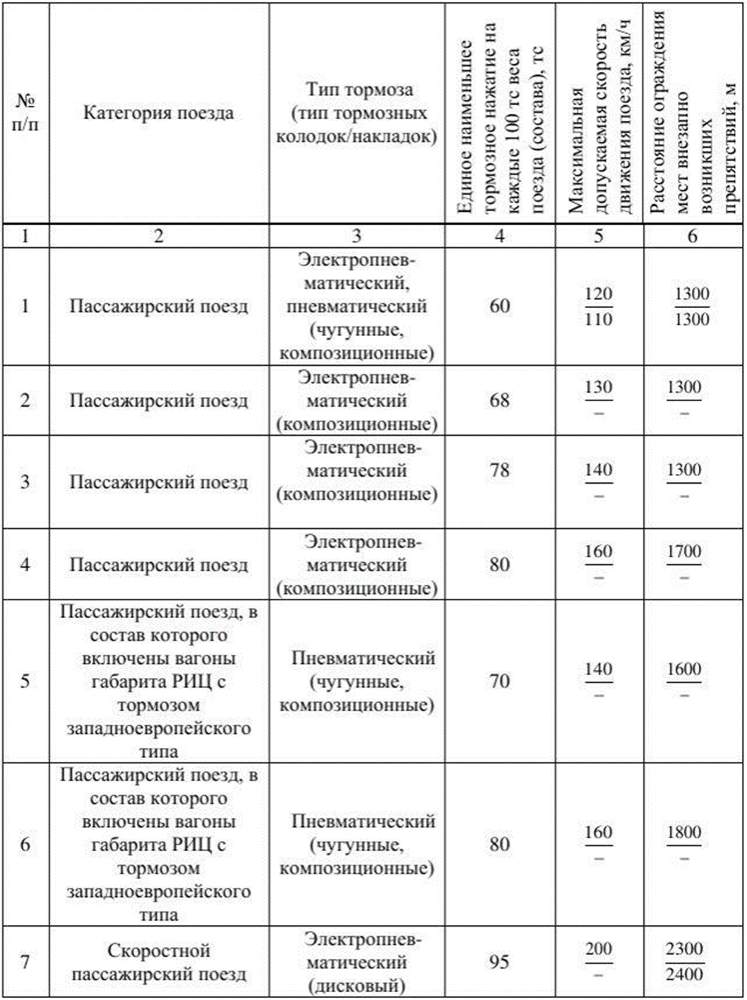 №
п/п
Категория поезда
Тип тормоза
(тип тормозных
колодок/накладок)
Единое наименьшее
тормозное нажатие на
каждые 100 тс веса
поезда (состава), тс
Максимальная
допускаемая скорость
движения поезда, км/ч
Расстояние ограждения
мест внезапно
возникших
препятствий, м
1
2
3
4
5
6
1
Пассажирский поезд
Электропнев-
матический,
пневматический
(чугунные,
композиционные)
60
120
110
1300
1300
2
Пассажирский поезд
Электропнев-
матический
(композиционные)
68
130
–
1300
–
3
Пассажирский поезд
Электропнев-
матический
(композиционные)
78
140
–
1300
–
4
Пассажирский поезд
Электропнев-
матический
(композиционные)
80
160
–
1700
–
5
Пассажирский поезд, в
состав которого
включены вагоны
габарита РИЦ с
тормозом
западноевропейского
типа
Пневматический
(чугунные,
композиционные)
70
140
–
1600
–
6
Пассажирский поезд, в
состав которого
включены вагоны
габарита РИЦ с
тормозом
западноевропейского
типа
Пневматический
(чугунные,
композиционные)
80
160
–
1800
–
7
Скоростной
пассажирский поезд
Электропнев-
матический
(дисковый)
95
200
–
2300
2400